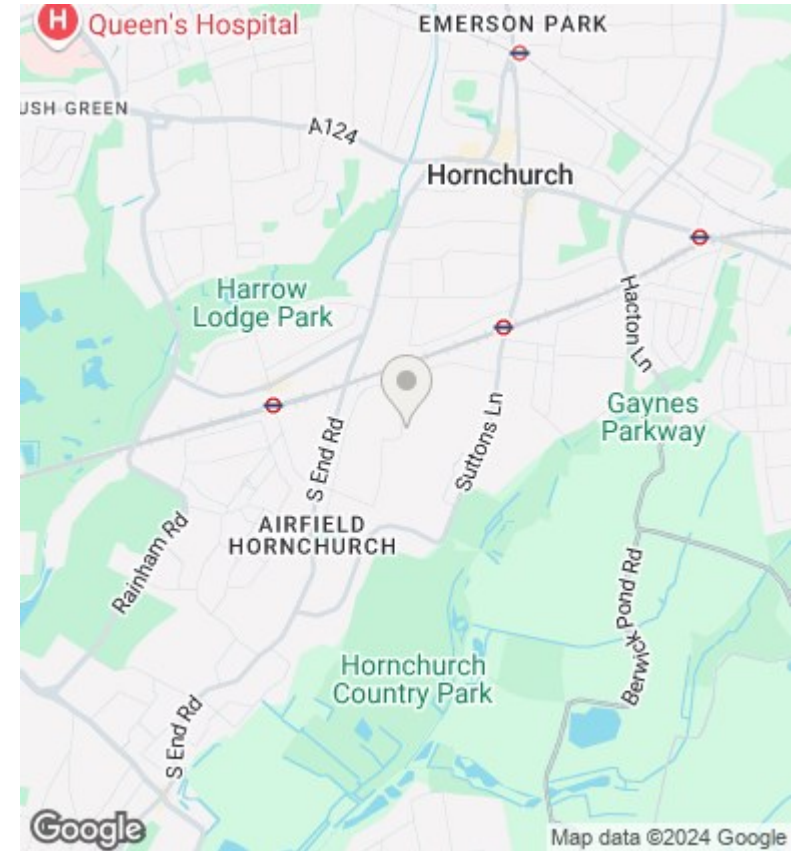 H
Queen's Hospital
EMERSON PARK
USH GREEN
A124
Hornchurch
Harrow
Lodge Park
Hacton Ln
Gaynes
Parkway
Suttons Ln
S End Rd
AIRFIELD
HORNCHURCH
Rainham Rd
Berwick Pond Rd
Hornchurch
Country Park
S End Rd
Google
Map data ©2024 Google